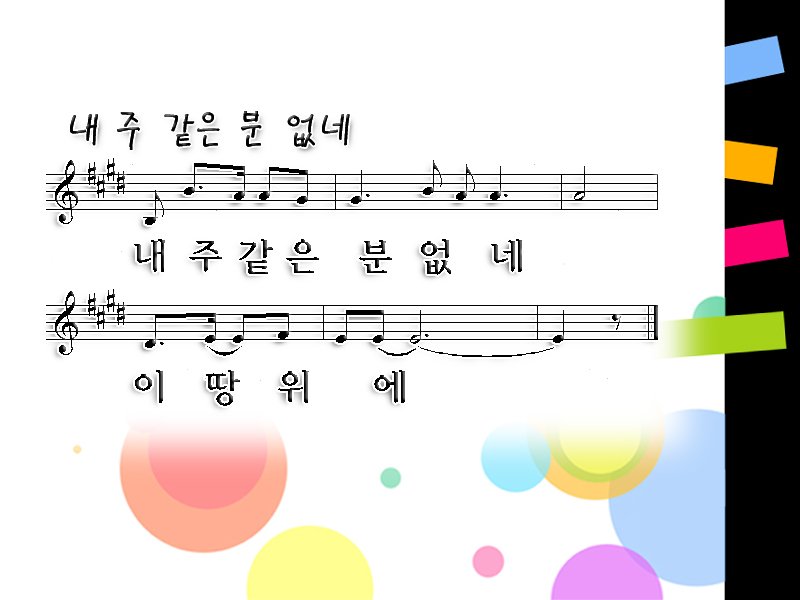 내 주 같은 분 없네
내 주 같 은 분 없 네
이 땅 위 에